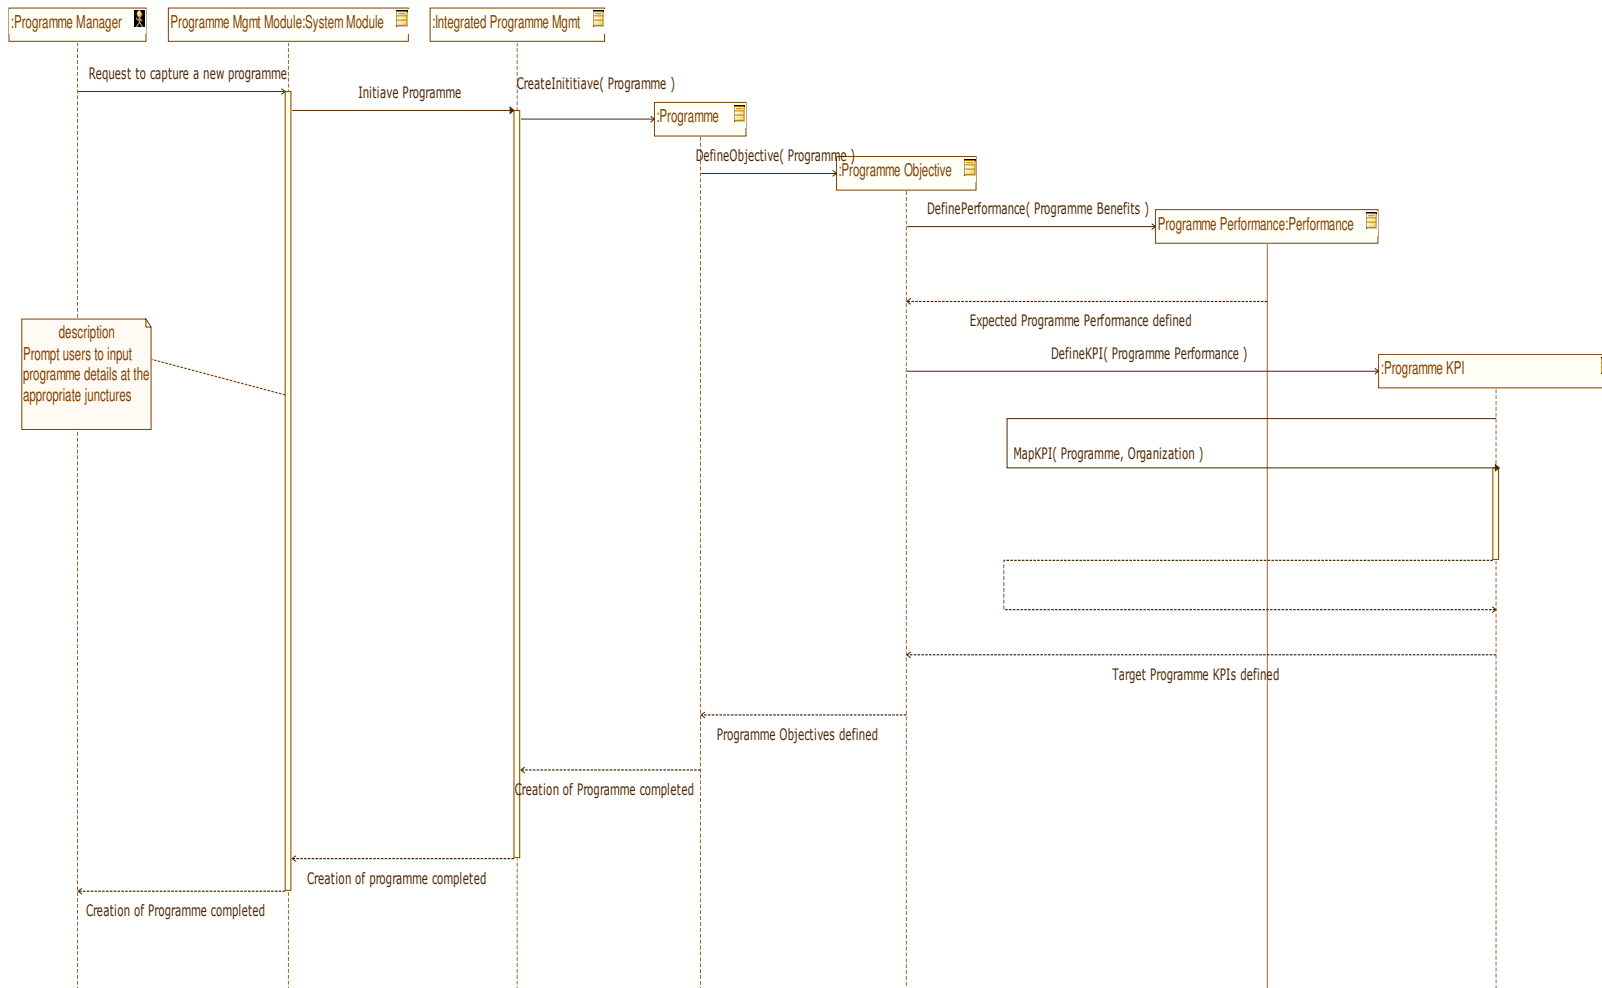 :Programme Manager
Programme Mgmt Module:System Module
:Integrated Programme Mgmt
Request to capture a new programme
CreateInititiave( Programme )
Initiave Programme
:Programme
DefineObjective( Programme )
:Programme Objective
DefinePerformance( Programme Benefits )
Programme Performance:Performance
Expected Programme Performance defined
description
Prompt users to input
programme details at the
appropriate junctures
DefineKPI( Programme Performance )
:Programme KPI
MapKPI( Programme, Organization )
Target Programme KPIs defined
Programme Objectives defined
Creation of Programme completed
Creation of programme completed
Creation of Programme completed